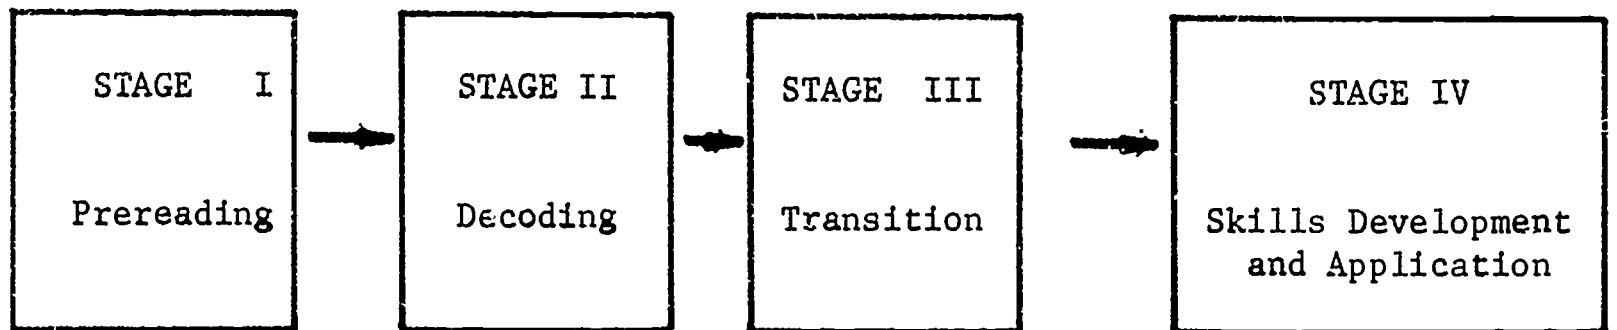 STAGE I
Prereading
STAGE II
Decoding
STAGE III
Transition
STAGE IV
Skills Development
and Application